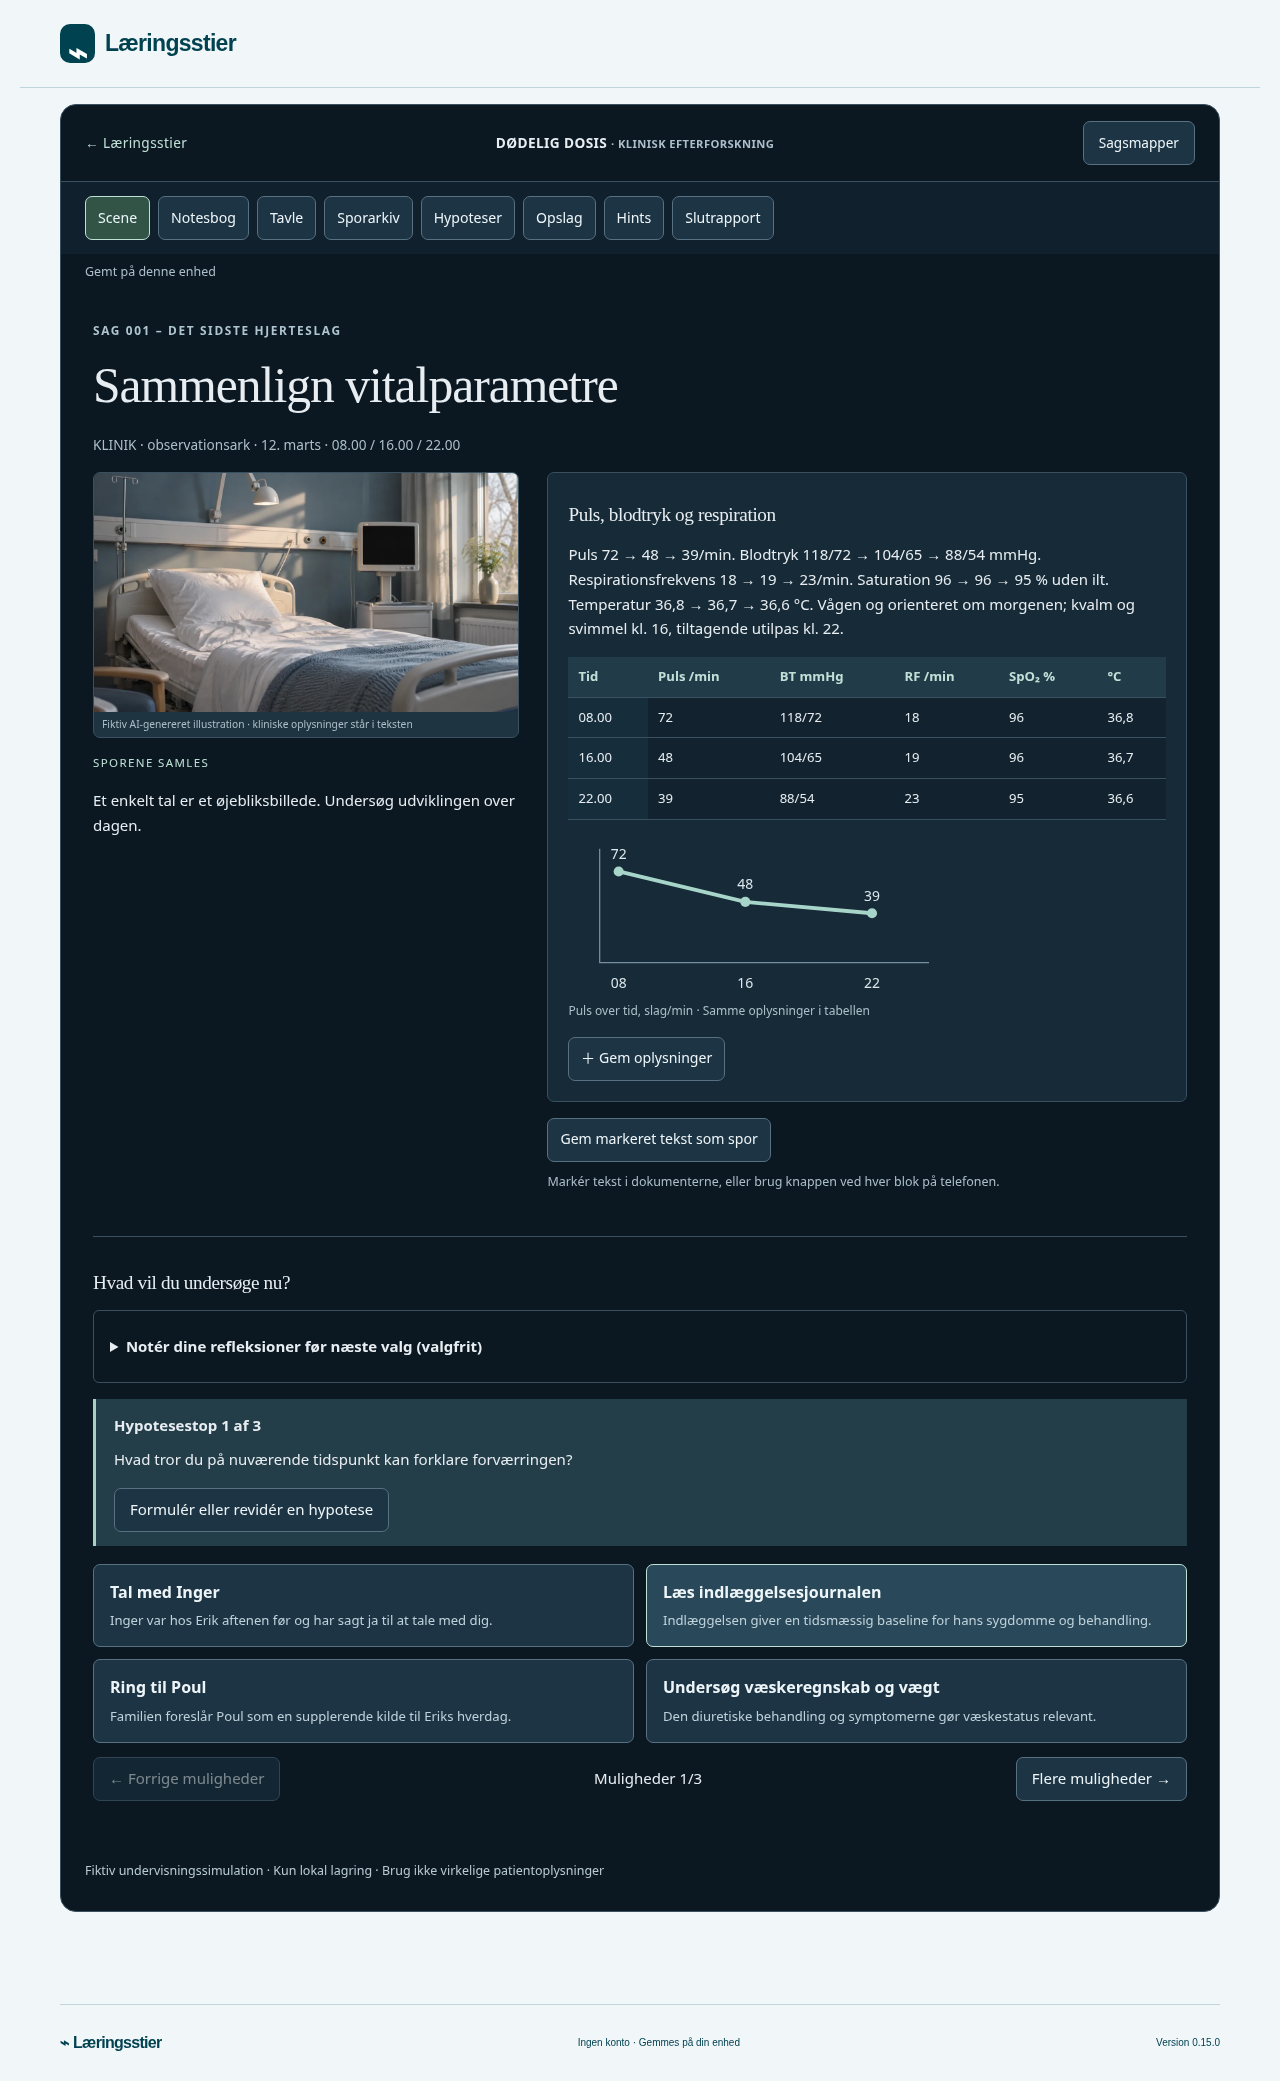 Læringsstier
← Læringsstier
DØDELIG DOSIS · KLINISK EFTERFORSKNING
Sagsmapper
Scene
Notesbog
Tavle
Sporarkiv
Hypoteser
Opslag
Hints
Slutrapport
Gemt på denne enhed
SAG 001 – DET SIDSTE HJERTESLAG
Sammenlign vitalparametre
KLINIK · observationsark · 12. marts · 08.00 / 16.00 / 22.00
Fiktiv AI-genereret illustration · kliniske oplysninger står i teksten
SPORENE SAMLES
Et enkelt tal er et øjebliksbillede. Undersøg udviklingen over
dagen.
Puls, blodtryk og respiration
Puls 72 → 48 → 39/min. Blodtryk 118/72 → 104/65 → 88/54 mmHg.
Respirationsfrekvens 18 → 19 → 23/min. Saturation 96 → 96 → 95 % uden ilt.
Temperatur 36,8 → 36,7 → 36,6 °C. Vågen og orienteret om morgenen; kvalm og
svimmel kl. 16, tiltagende utilpas kl. 22.
Tid Puls /min BT mmHg RF /min SpO₂ % °C
08.00 72 118/72 18 96 36,8
16.00 48 104/65 19 96 36,7
22.00 39 88/54 23 95 36,6
72
48
39
08 16 22
Puls over tid, slag/min · Samme oplysninger i tabellen
＋ Gem oplysninger
Gem markeret tekst som spor
Markér tekst i dokumenterne, eller brug knappen ved hver blok på telefonen.
Hvad vil du undersøge nu?
▶ Notér dine refleksioner før næste valg (valgfrit)
Hypotesestop 1 af 3
Hvad tror du på nuværende tidspunkt kan forklare forværringen?
Formulér eller revidér en hypotese
Tal med Inger
Inger var hos Erik aftenen før og har sagt ja til at tale med dig.
Læs indlæggelsesjournalen
Indlæggelsen giver en tidsmæssig baseline for hans sygdomme og behandling.
Ring til Poul
Familien foreslår Poul som en supplerende kilde til Eriks hverdag.
Undersøg væskeregnskab og vægt
Den diuretiske behandling og symptomerne gør væskestatus relevant.
← Forrige muligheder
Muligheder 1/3
Flere muligheder →
Fiktiv undervisningssimulation · Kun lokal lagring · Brug ikke virkelige patientoplysninger
⌁ Læringsstier
Ingen konto · Gemmes på din enhed
Version 0.15.0